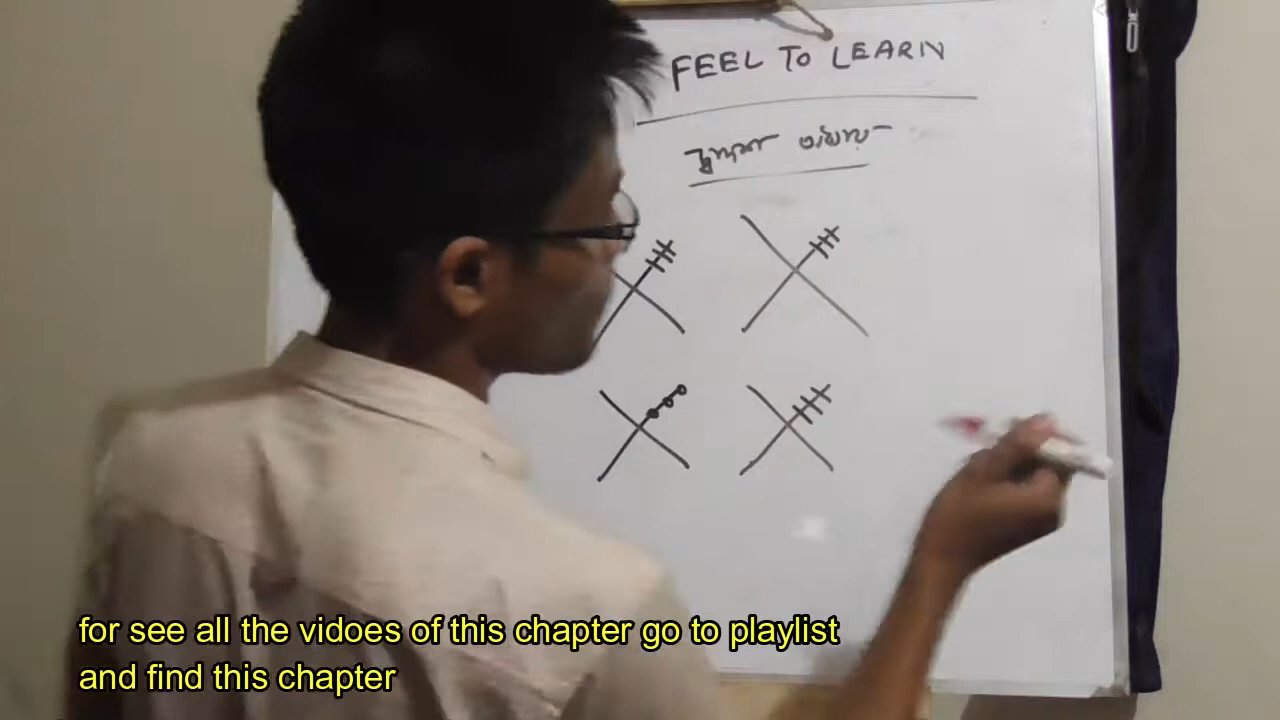 FEEL TO LEARN
for see all the vidoes of this chapter go to playlist
and find this chapter